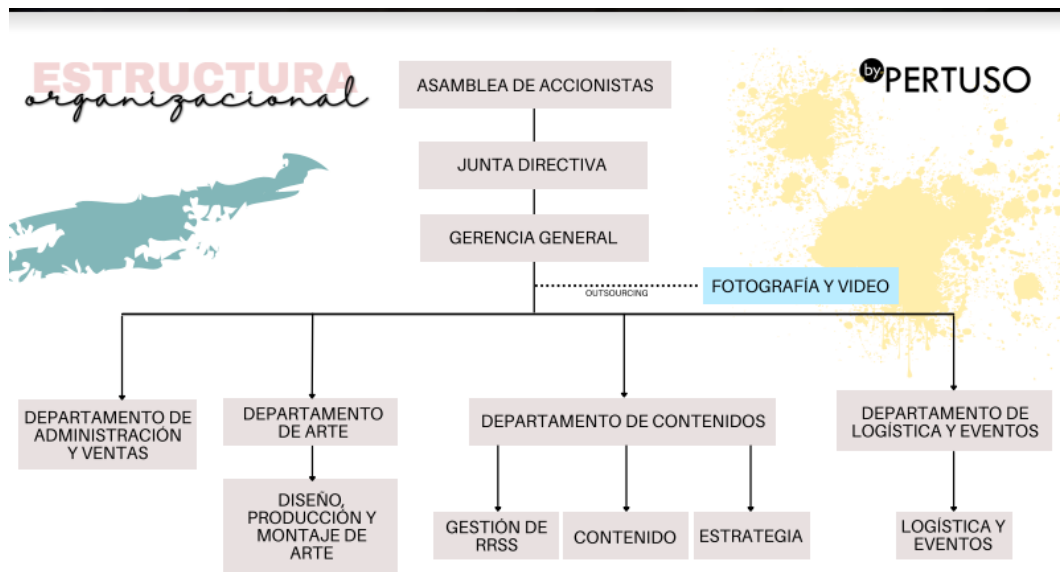 ESTRUCTURA
organizacional
by PERTUSO
ASAMBLEA DE ACCIONISTAS
JUNTA DIRECTIVA
GERENCIA GENERAL
OUTSOURCING
FOTOGRAFÍA Y VIDEO
DEPARTAMENTO DE
ADMINISTRACIÓN
Y VENTAS
DEPARTAMENTO
DE ARTE
DEPARTAMENTO DE CONTENIDOS
DEPARTAMENTO DE
LOGÍSTICA Y EVENTOS
DISEÑO,
PRODUCCIÓN Y
MONTAJE DE
ARTE
GESTIÓN DE
RRSS
CONTENIDO
ESTRATEGIA
LOGÍSTICA Y
EVENTOS